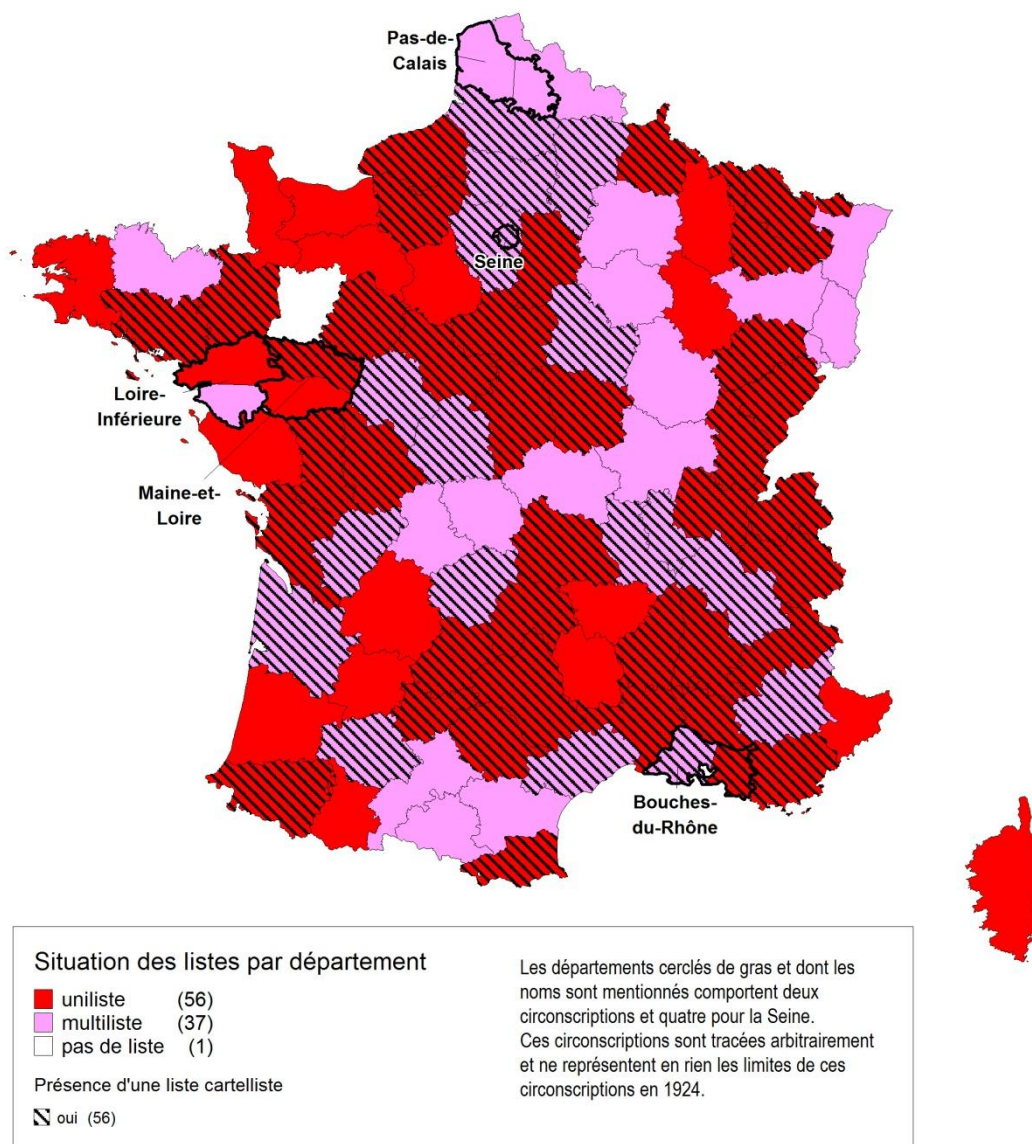 Pas-de-
Calais
Seine
Loire-
Inférieure
Maine-et-
Loire
Bouches-
du-Rhône
Situation des listes par département
uniliste (56)
multiliste (37)
pas de liste (1)
Présence d'une liste cartelliste
oui (56)
Les départements cerclés de gras et dont les
noms sont mentionnés comportent deux
circonscriptions et quatre pour la Seine.
Ces circonscriptions sont tracées arbitrairement
et ne représentent en rien les limites de ces
circonscriptions en 1924.